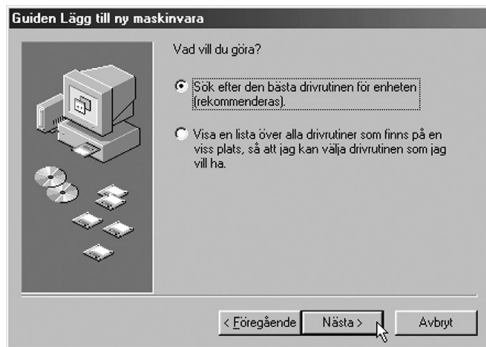 Guiden Lägg till ny maskinvara
Vad vill du göra?
Sök efter den bästa drivrutinen för enheten
(rekommenderas).
Visa en lista över alla drivrutiner som finns på en
viss plats, så att jag kan välja drivrutinen som jag
vill ha.
< Föregående
Nästa >
Avbryt